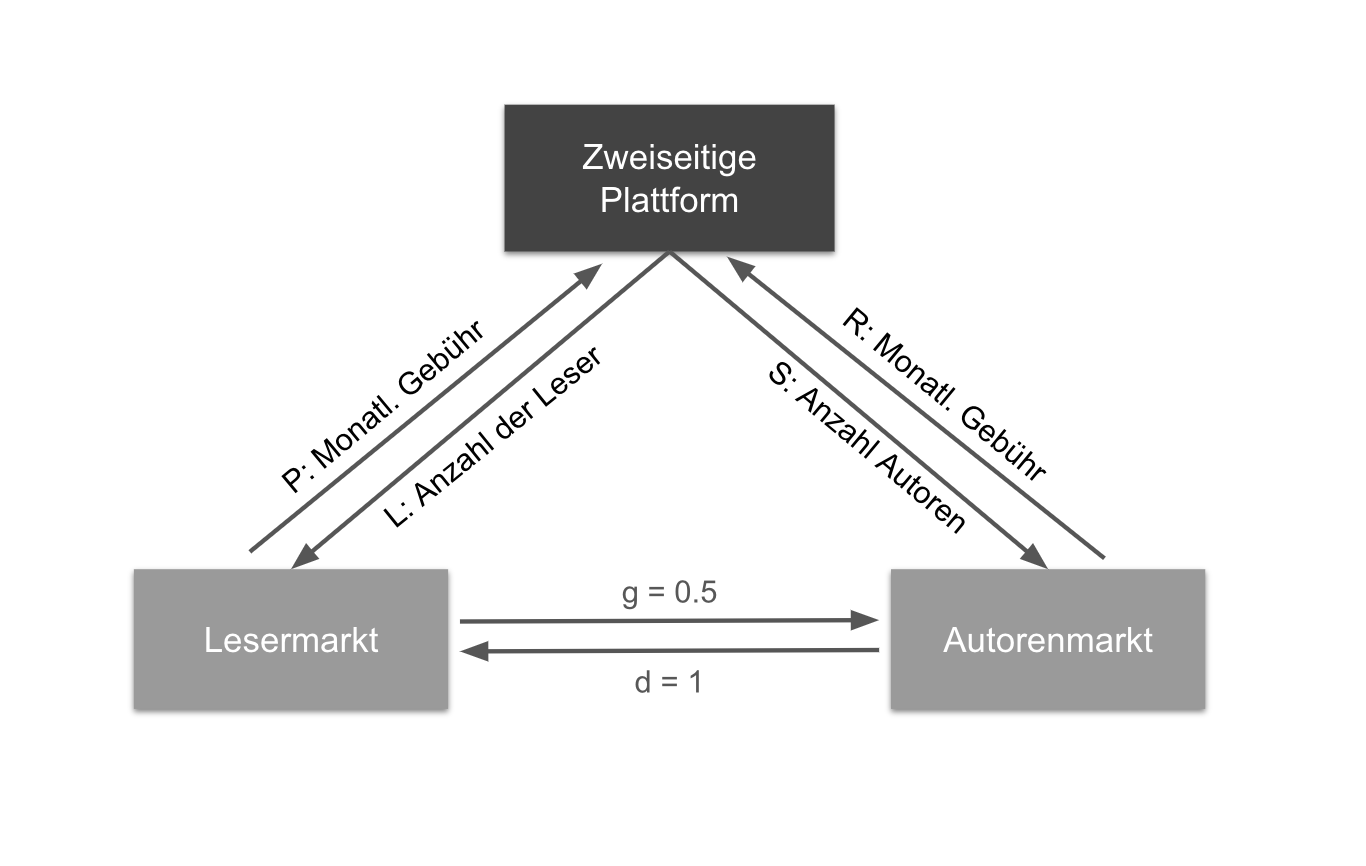 Zweiseitige
Plattform
P: Monatl. Gebühr
L: Anzahl der Leser
S: Anzahl Autoren
R: Monatl. Gebühr
g = 0.5
Lesermarkt
Autorenmarkt
d = 1